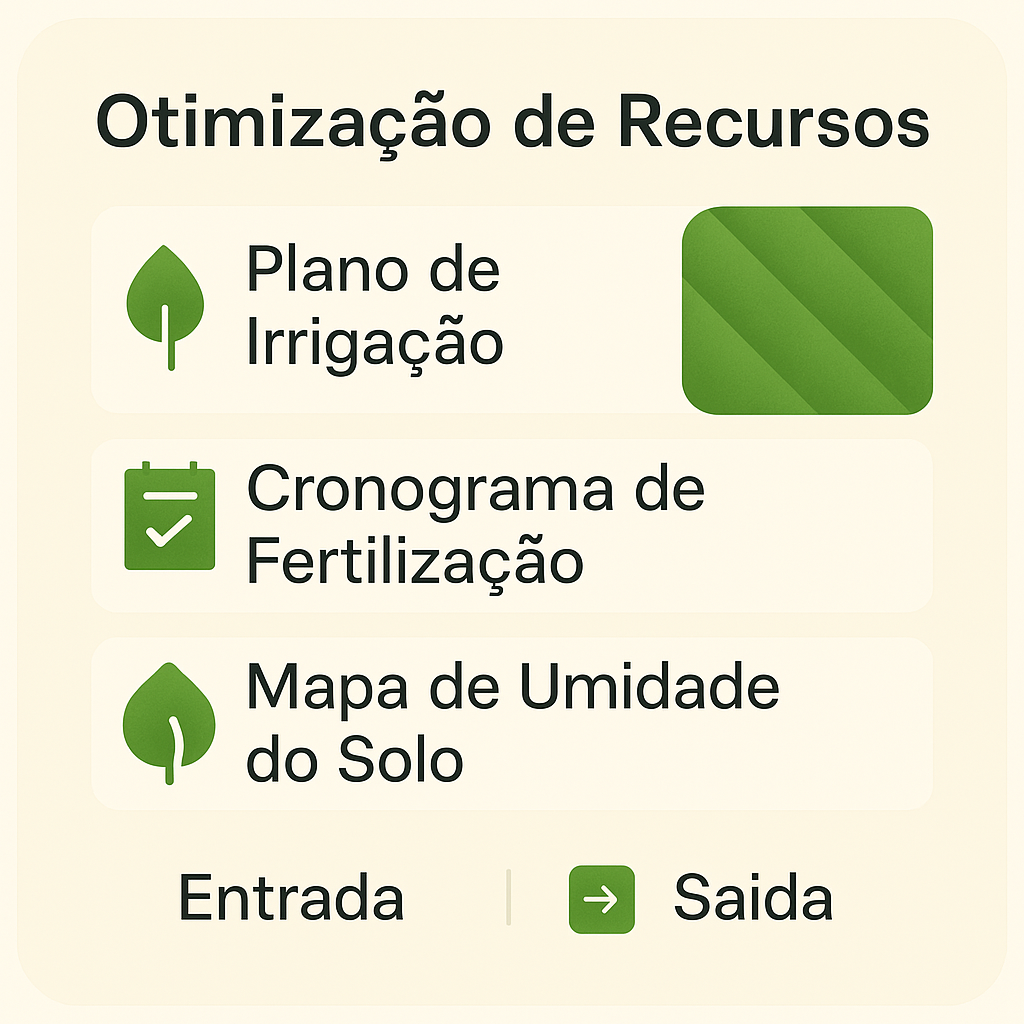 Otimização de Recursos
Plano de
Irrigação
Cronograma de
Fertilização
Mapa de Umidade
do Solo
Entrada
Saida